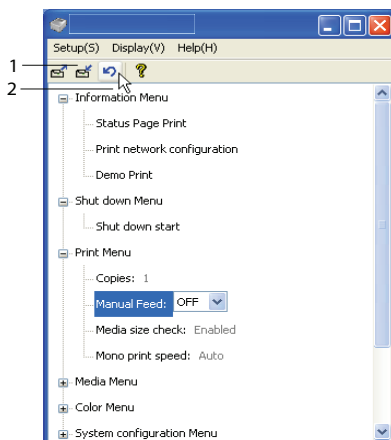 Setup(S) Display(V) Help(H)
1
2
Information Menu
Status Page Print
Print network configuration
Demo Print
Shut down Menu
Shut down start
Print Menu
Copies: 1
Manual Feed: OFF
Media size check: Enabled
Mono print speed: Auto
Media Menu
Color Menu
System configuration Menu